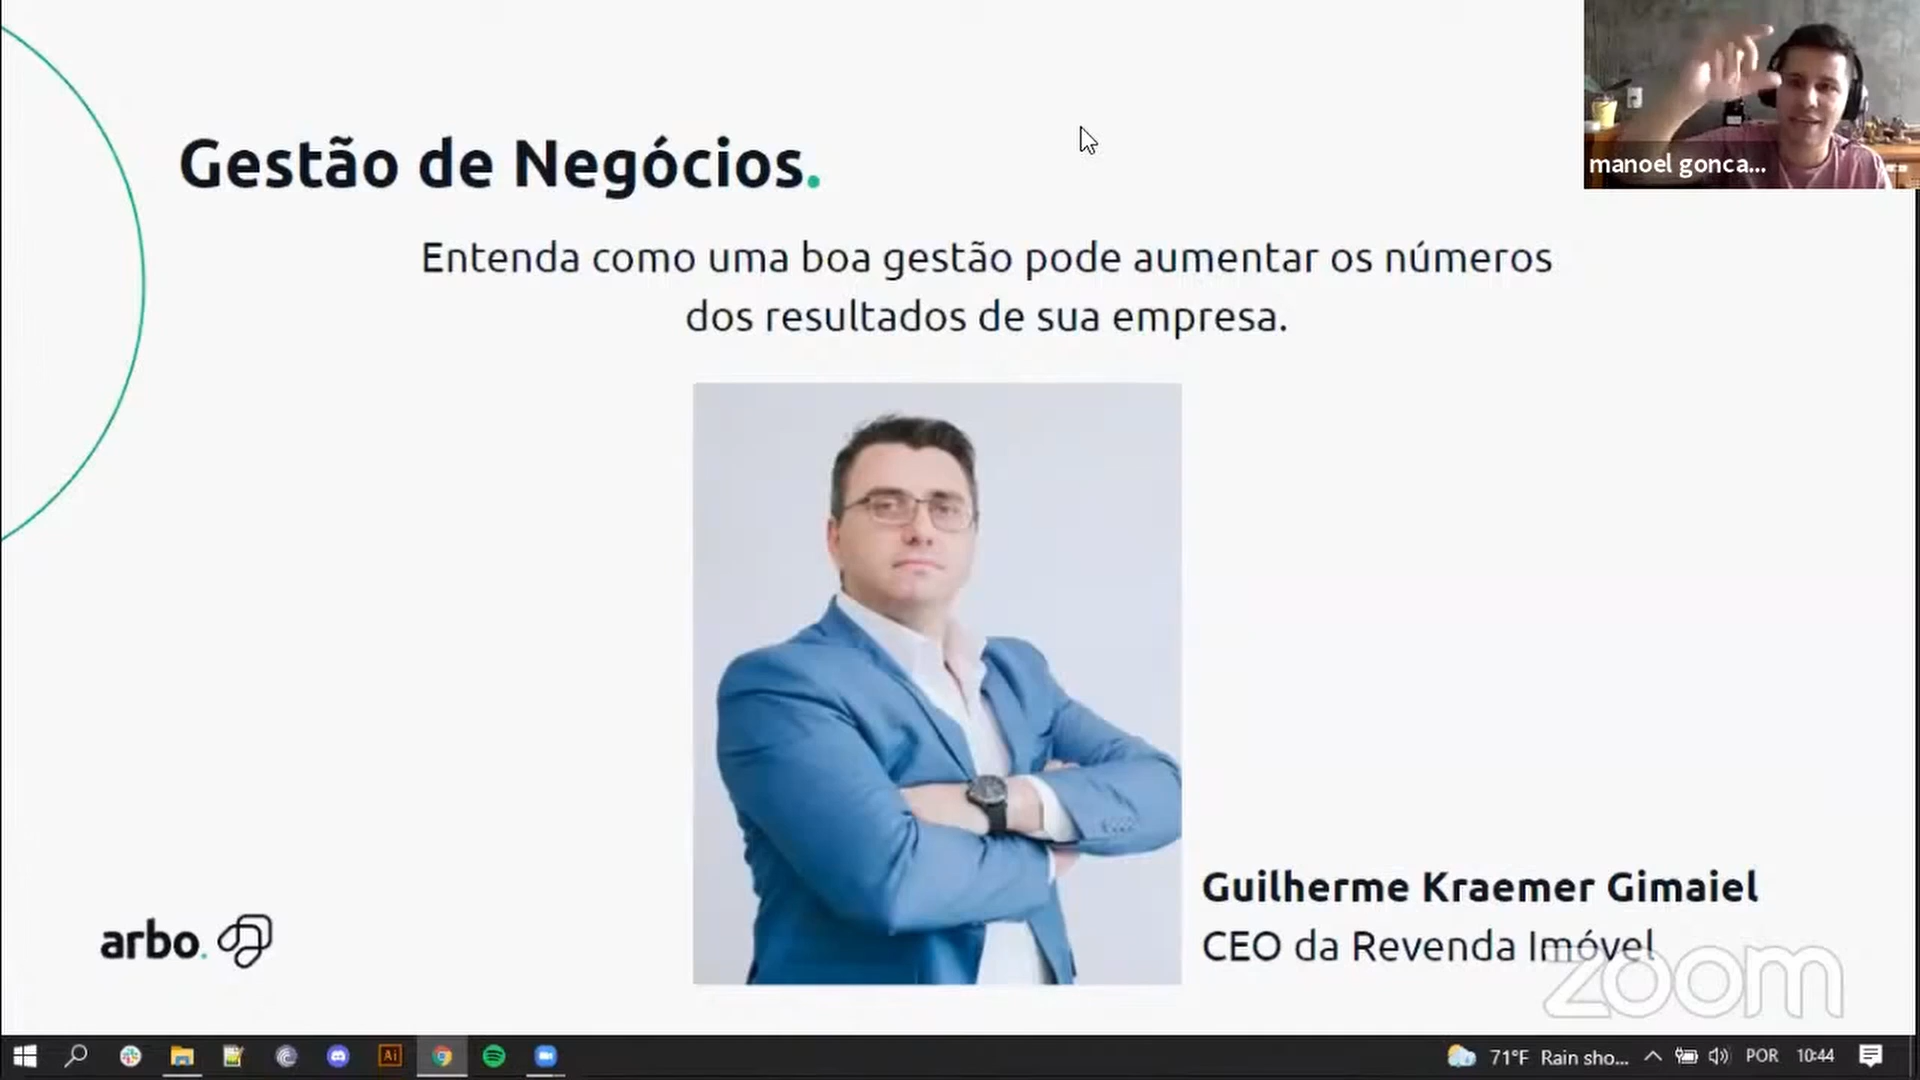 manoel gonca...
Gestão de Negócios.
Entenda como uma boa gestão pode aumentar os números
dos resultados de sua empresa.
Guilherme Kraemer Gimaiel
CEO da Revenda Imóvel
arbo.
zoom
Ai
71°F Rain sho...
POR
10:44